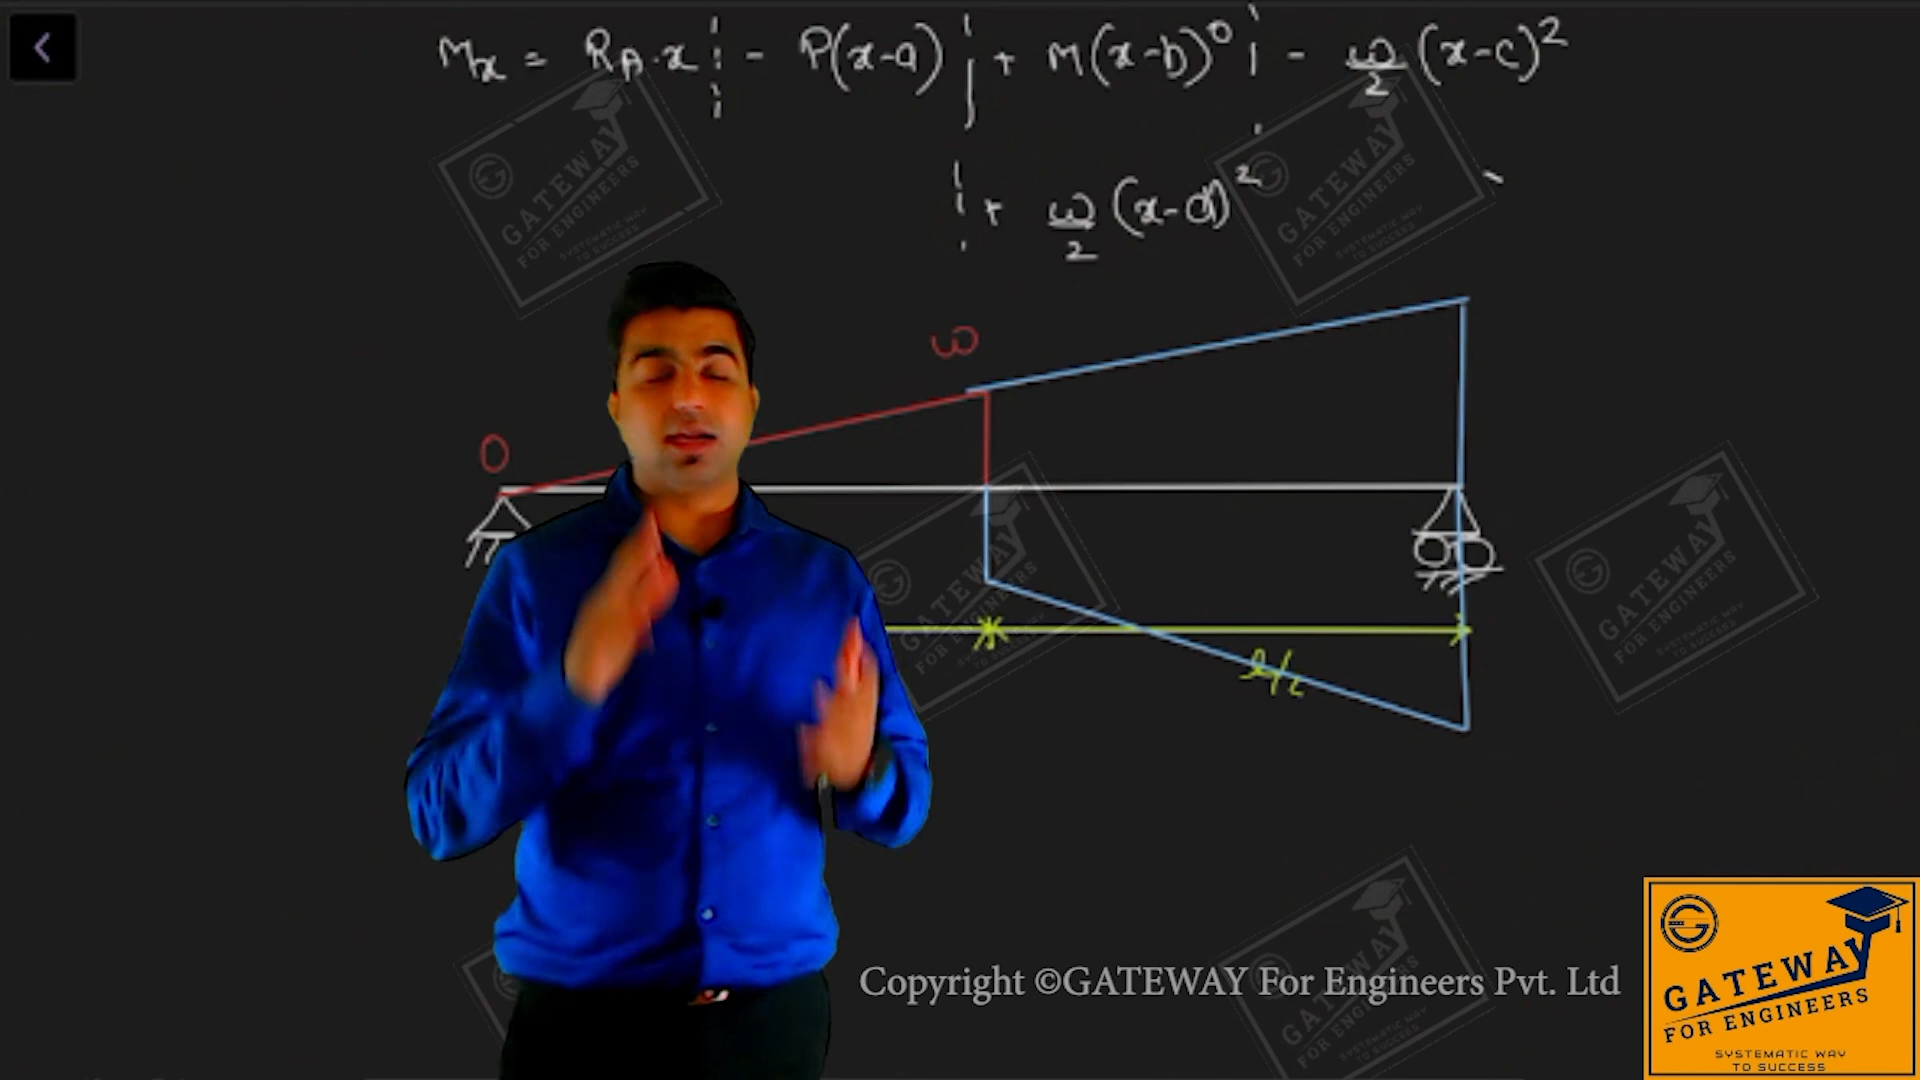 Mx = RA.x ¦ - P(x-a) ¦ + M(x-b)⁰ ¦ - ω/2 (x-c)²
¦ + ω/2 (x-d)²
ω
0
l/2
Copyright ©GATEWAY For Engineers Pvt. Ltd
GATEWAY
FOR ENGINEERS
SYSTEMATIC WAY
TO SUCCESS